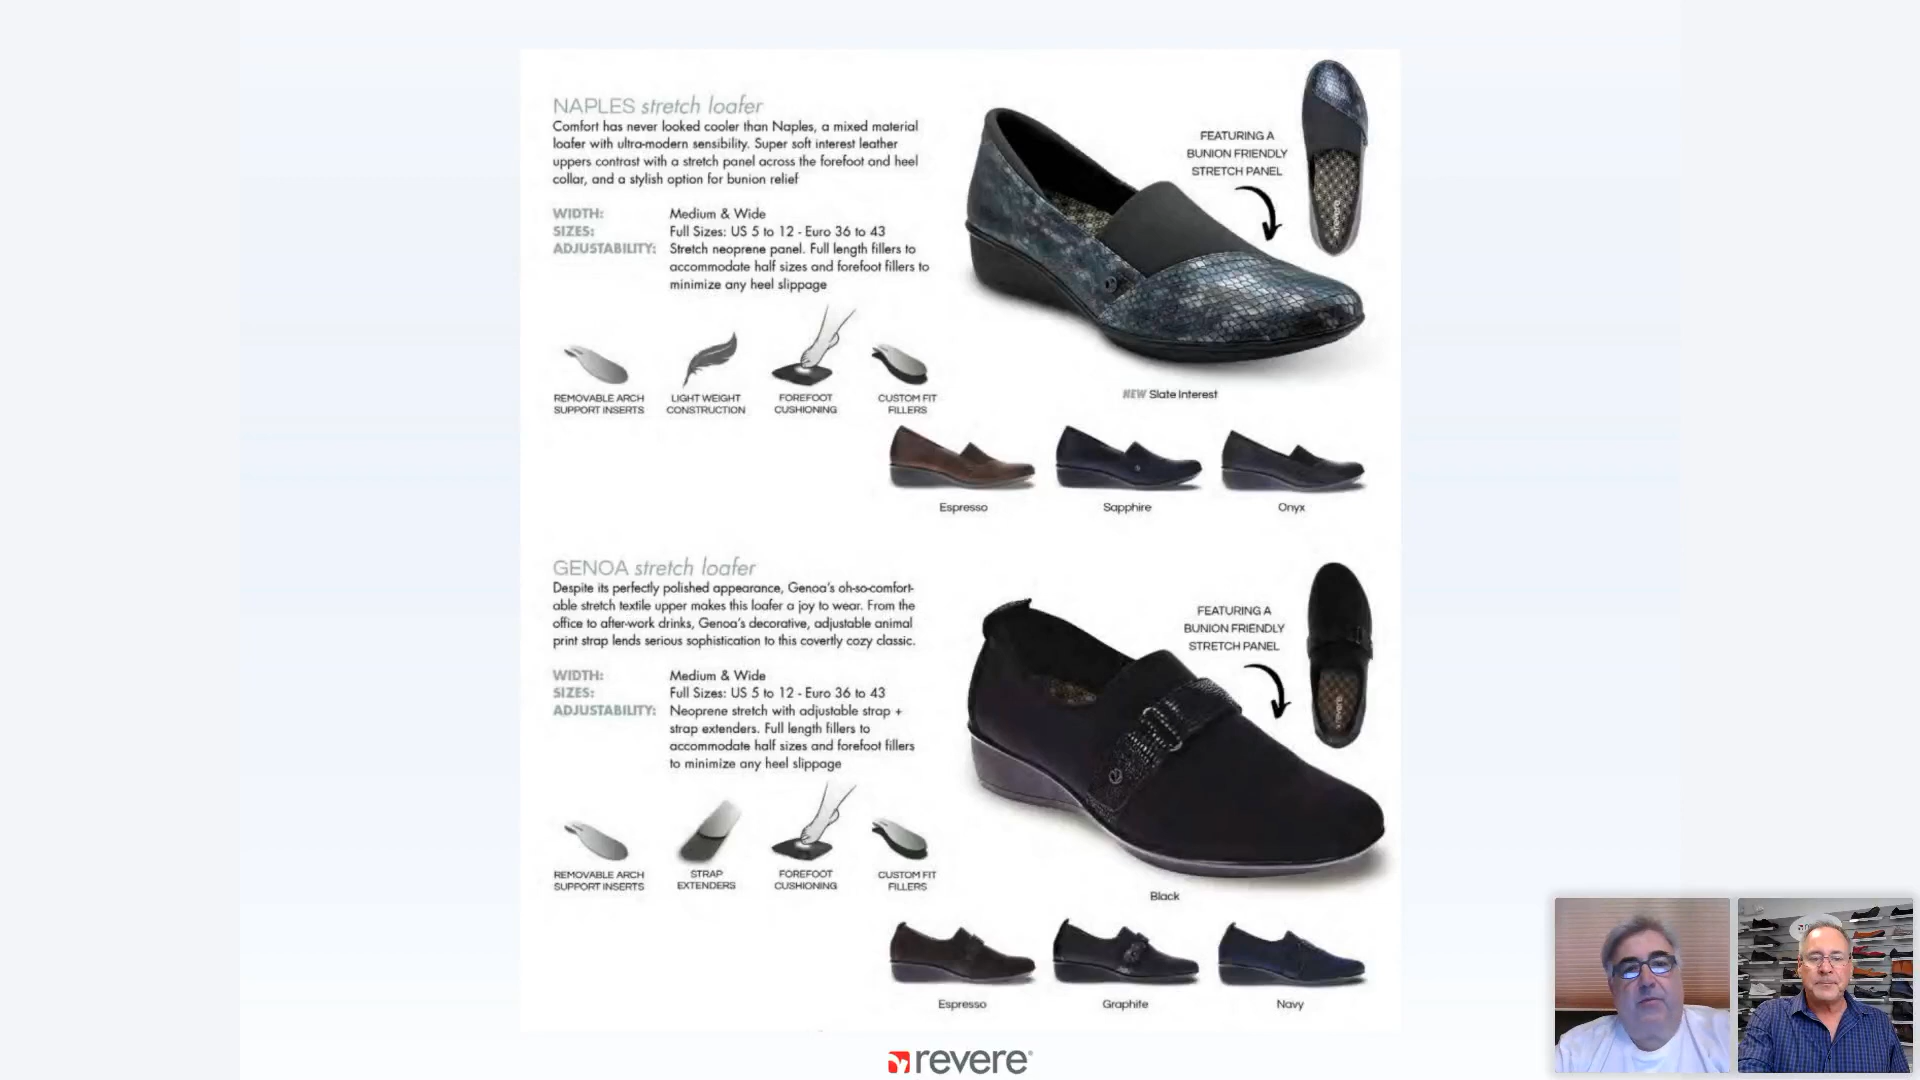 NAPLES stretch loafer
Comfort has never looked cooler than Naples, a mixed material
loafer with ultra-modern sensibility. Super soft interest leather
uppers contrast with a stretch panel across the forefoot and heel
collar, and a stylish option for bunion relief
WIDTH: Medium & Wide
SIZES: Full Sizes: US 5 to 12 - Euro 36 to 43
ADJUSTABILITY: Stretch neoprene panel. Full length fillers to
accommodate half sizes and forefoot fillers to
minimize any heel slippage
FEATURING A
BUNION FRIENDLY
STRETCH PANEL
revere
REMOVABLE ARCH
SUPPORT INSERTS
LIGHT WEIGHT
CONSTRUCTION
FOREFOOT
CUSHIONING
CUSTOM FIT
FILLERS
NEW Slate Interest
Espresso
Sapphire
Onyx
GENOA stretch loafer
Despite its perfectly polished appearance, Genoa's oh-so-comfort-
able stretch textile upper makes this loafer a joy to wear. From the
office to after-work drinks, Genoa's decorative, adjustable animal
print strap lends serious sophistication to this covertly cozy classic.
WIDTH: Medium & Wide
SIZES: Full Sizes: US 5 to 12 - Euro 36 to 43
ADJUSTABILITY: Neoprene stretch with adjustable strap +
strap extenders. Full length fillers to
accommodate half sizes and forefoot fillers
to minimize any heel slippage
FEATURING A
BUNION FRIENDLY
STRETCH PANEL
revere
REMOVABLE ARCH
SUPPORT INSERTS
STRAP
EXTENDERS
FOREFOOT
CUSHIONING
CUSTOM FIT
FILLERS
Black
Espresso
Graphite
Navy
revere®